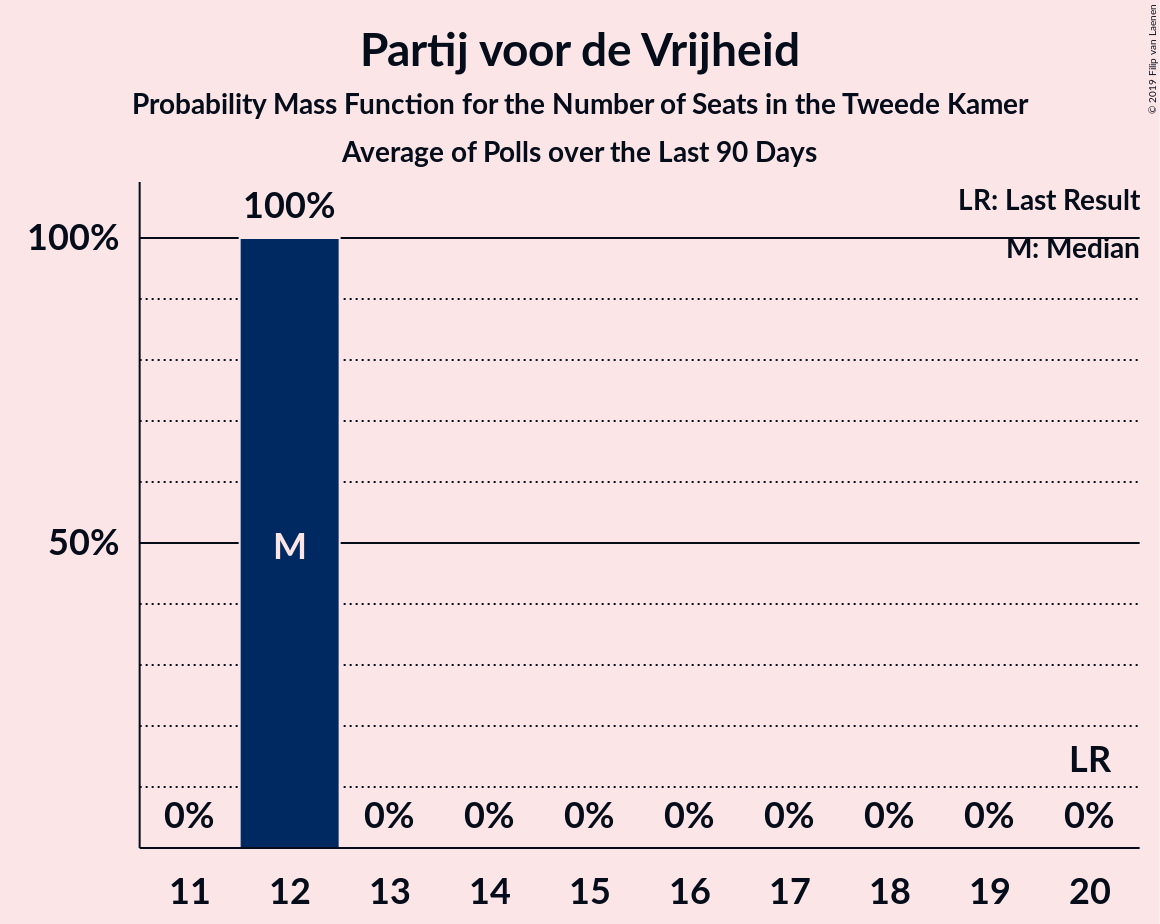 Partij voor de Vrijheid
Probability Mass Function for the Number of Seats in the Tweede Kamer
Average of Polls over the Last 90 Days
© 2019 Filip van Laenen
LR: Last Result
M: Median
100%
100%
50%
M
LR
0% 0% 0% 0% 0% 0% 0% 0% 0%
11 12 13 14 15 16 17 18 19 20